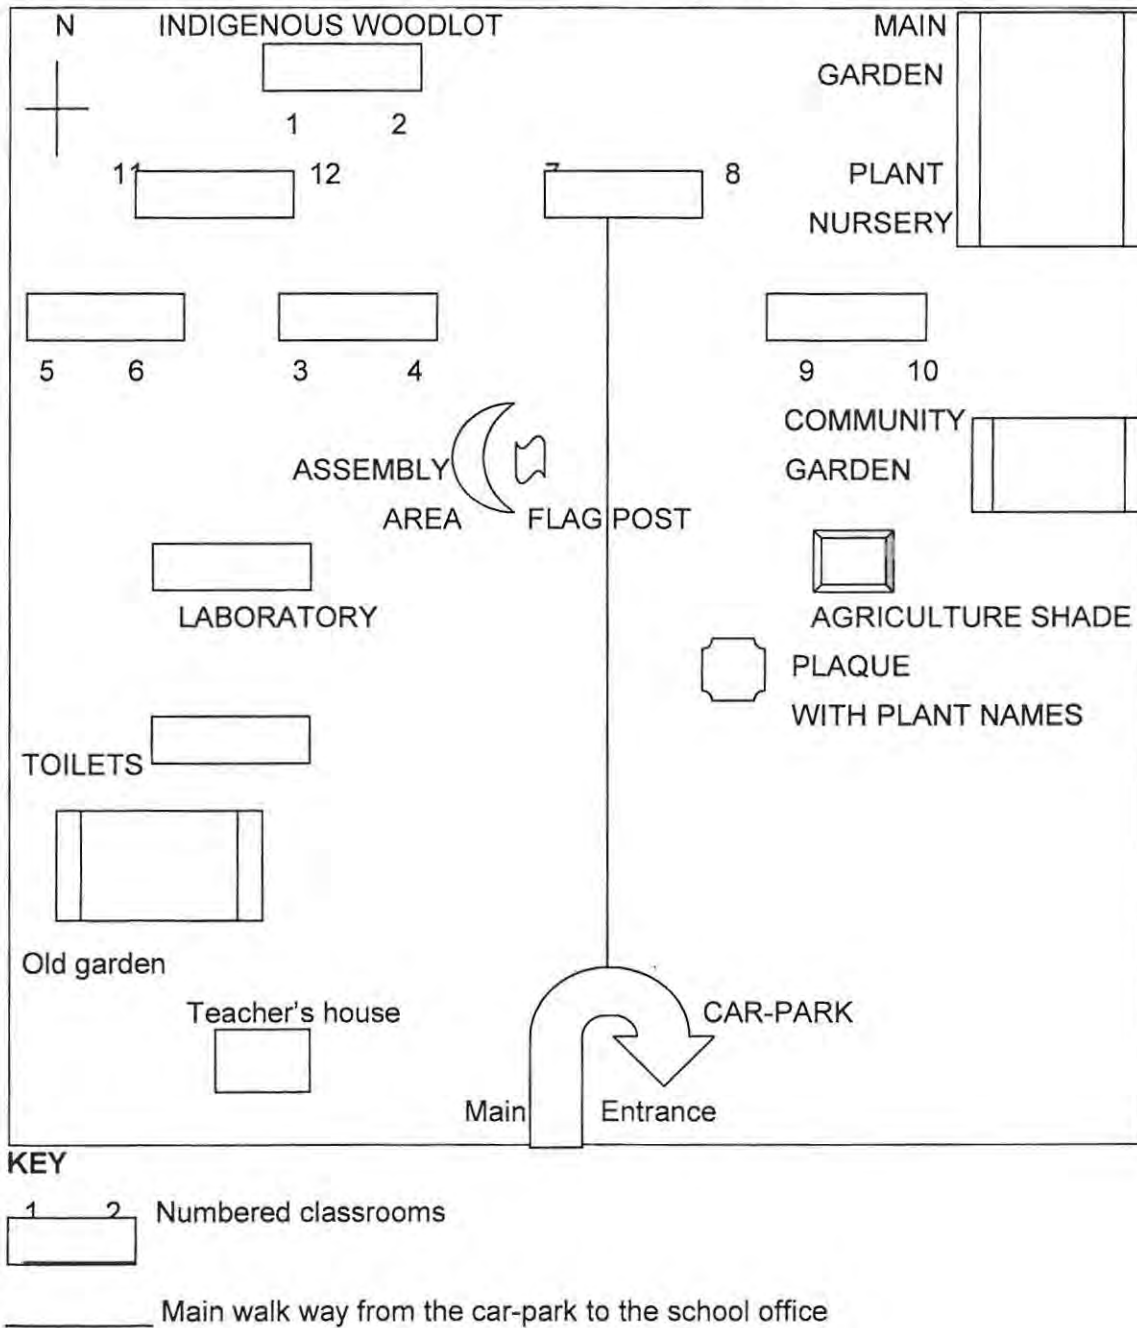 N INDIGENOUS WOODLOT MAIN
GARDEN
1 2
11 12 7 8 PLANT
NURSERY
5 6 3 4 9 10
COMMUNITY
ASSEMBLY GARDEN
AREA FLAG POST
LABORATORY AGRICULTURE SHADE
PLAQUE
WITH PLANT NAMES
TOILETS
Old garden
Teacher's house CAR-PARK
Main Entrance
KEY
1 2 Numbered classrooms
Main walk way from the car-park to the school office